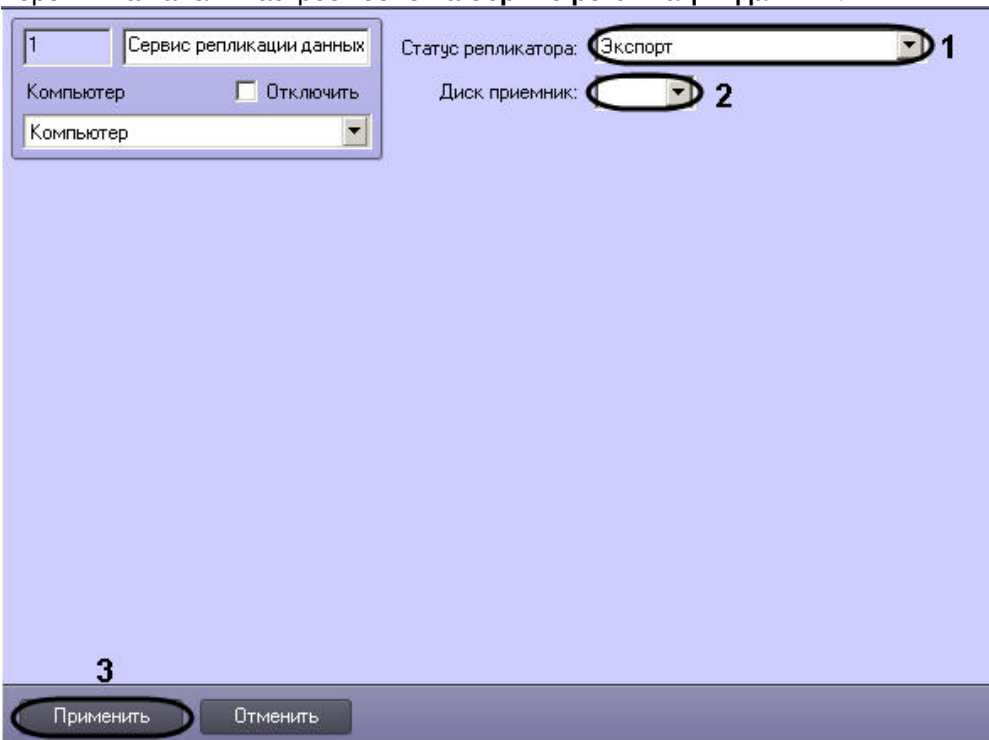 1 Сервис репликации данных Статус репликатора: Экспорт 1
Компьютер Отключить Диск приемник: 2
Компьютер
3
Применить Отменить